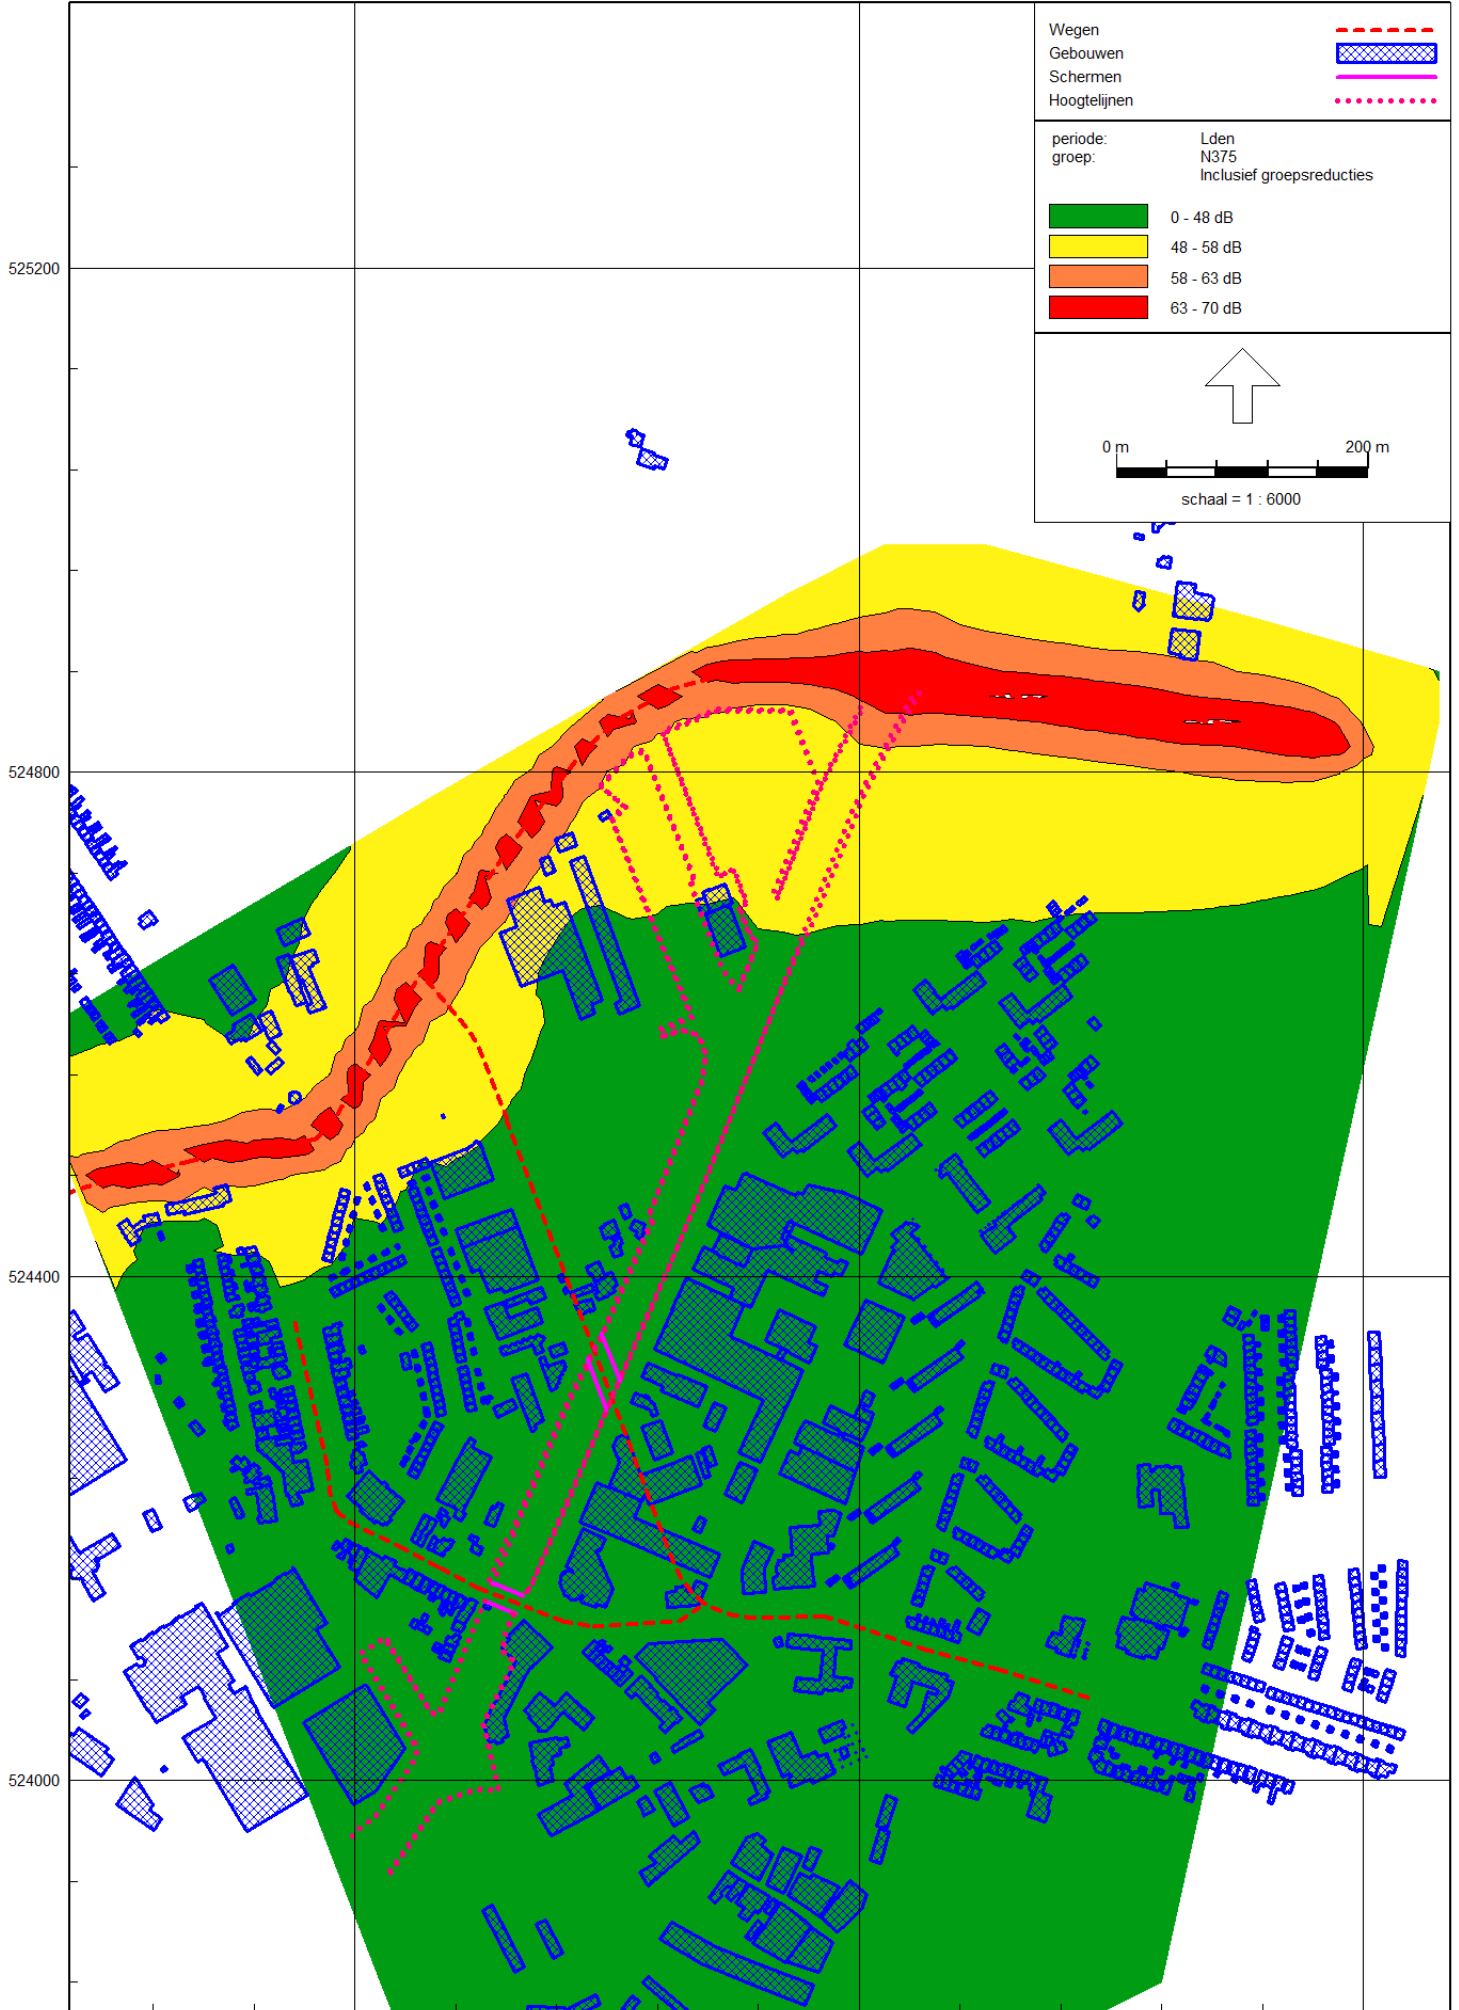 Wegen
Gebouwen
Schermen
Hoogtelijnen
periode: Lden
groep: N375
Inclusief groepsreducties
0 - 48 dB
48 - 58 dB
58 - 63 dB
63 - 70 dB
0 m 200 m
schaal = 1 : 6000
525200
524800
524400
524000